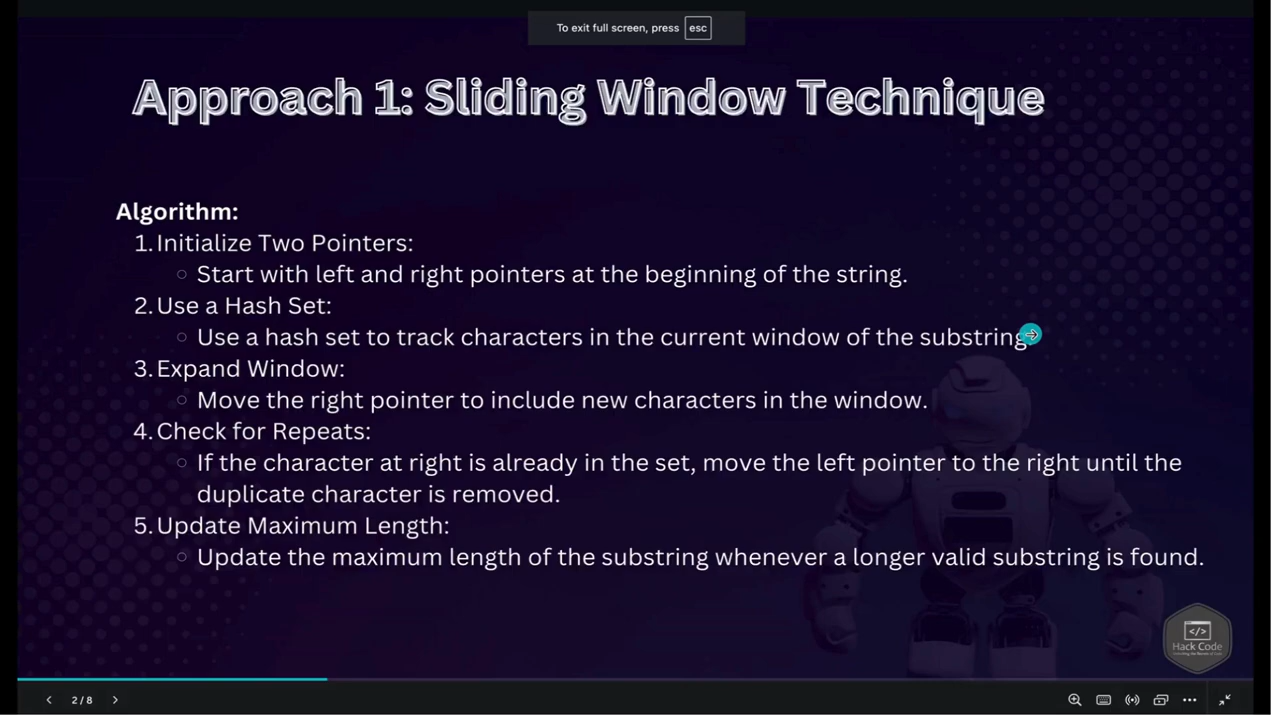 To exit full screen, press esc
Approach 1: Sliding Window Technique
Algorithm:
1. Initialize Two Pointers:
○ Start with left and right pointers at the beginning of the string.
2. Use a Hash Set:
○ Use a hash set to track characters in the current window of the substring
3. Expand Window:
○ Move the right pointer to include new characters in the window.
4. Check for Repeats:
○ If the character at right is already in the set, move the left pointer to the right until the
duplicate character is removed.
5. Update Maximum Length:
○ Update the maximum length of the substring whenever a longer valid substring is found.
</>
Hack Code
2 / 8